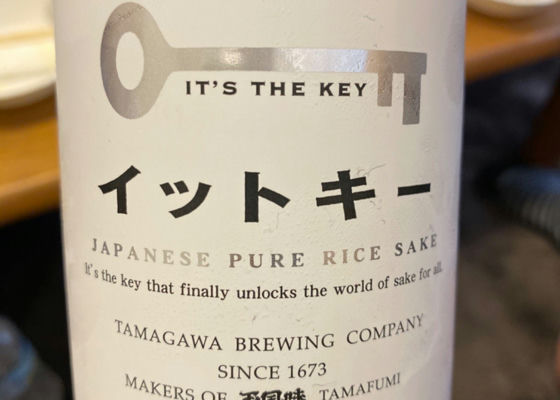 IT'S THE KEY
イットキー
JAPANESE PURE RICE SAKE
It's the key that finally unlocks the world of sake for all.
TAMAGAWA BREWING COMPANY
SINCE 1673
MAKERS OF TAMAFUMI